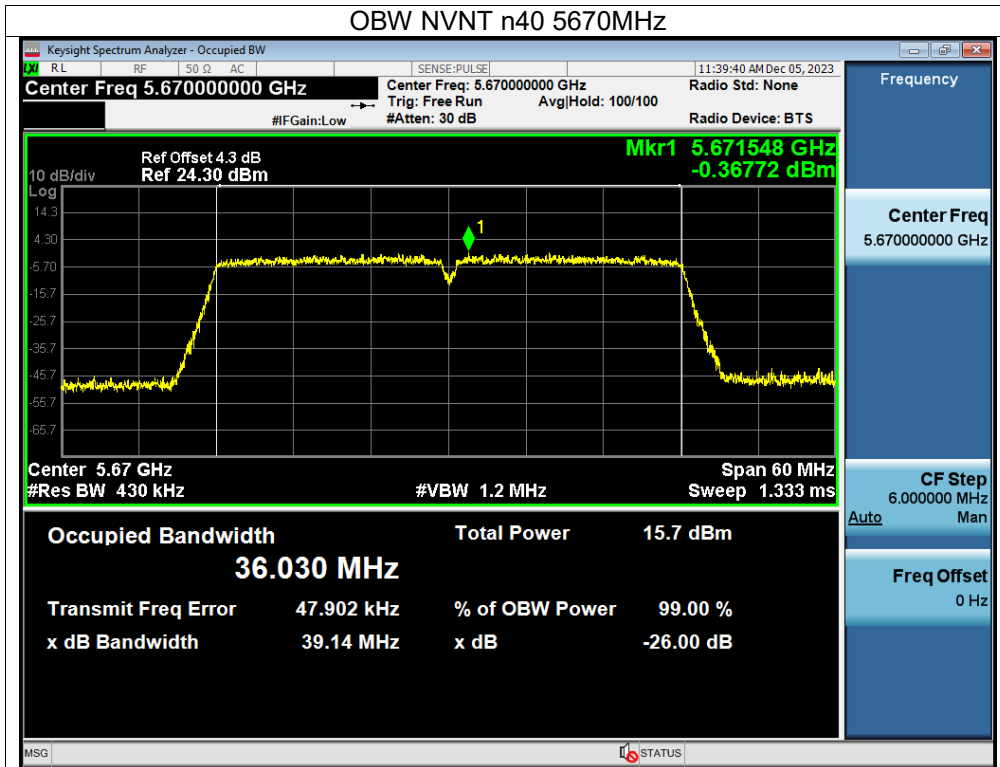 OBW NVNT n40 5670MHz
Keysight Spectrum Analyzer - Occupied BW
LXI RL RF 50 Ω AC SENSE:PULSE 11:39:40 AM Dec 05, 2023
Center Freq 5.670000000 GHz
Center Freq: 5.670000000 GHz Radio Std: None
Trig: Free Run Avg|Hold: 100/100
#IFGain:Low #Atten: 30 dB Radio Device: BTS
Mkr1 5.671548 GHz
-0.36772 dBm
Ref Offset 4.3 dB
10 dB/div Ref 24.30 dBm
Log
14.3
4.30
-5.70
-15.7
-25.7
-35.7
-45.7
-55.7
-65.7
1
Center 5.67 GHz Span 60 MHz
#Res BW 430 kHz #VBW 1.2 MHz Sweep 1.333 ms
Occupied Bandwidth Total Power 15.7 dBm
36.030 MHz
Transmit Freq Error 47.902 kHz % of OBW Power 99.00 %
x dB Bandwidth 39.14 MHz x dB -26.00 dB
Frequency
Center Freq
5.670000000 GHz
CF Step
6.000000 MHz
Auto Man
Freq Offset
0 Hz
MSG STATUS